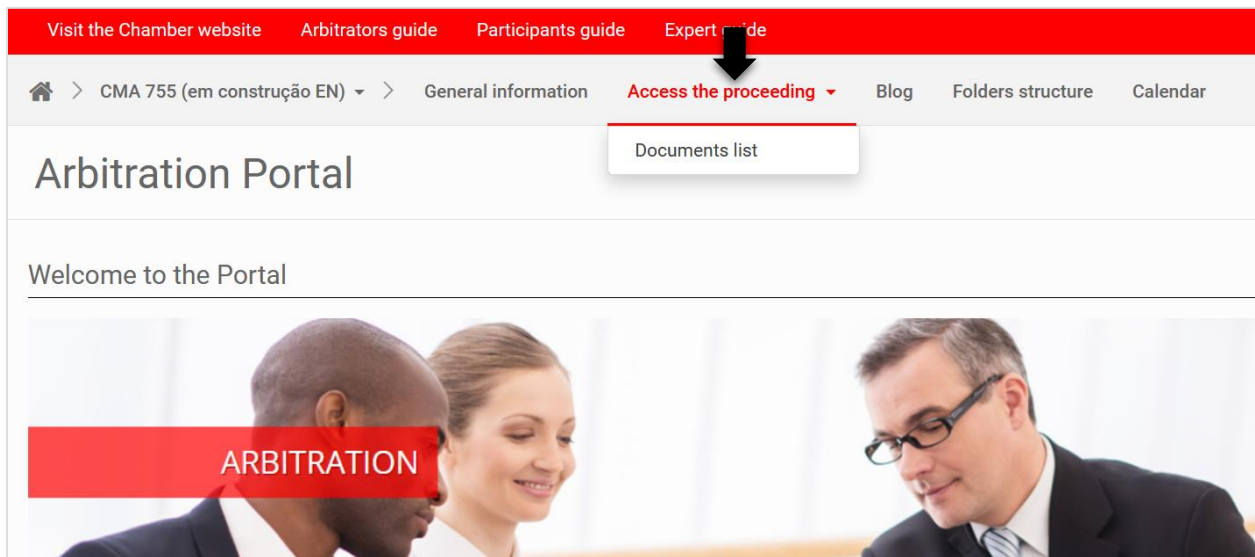 Visit the Chamber website Arbitrators guide Participants guide Expert guide
> CMA 755 (em construção EN) > General information Access the proceeding Blog Folders structure Calendar
Documents list
Arbitration Portal
Welcome to the Portal
ARBITRATION